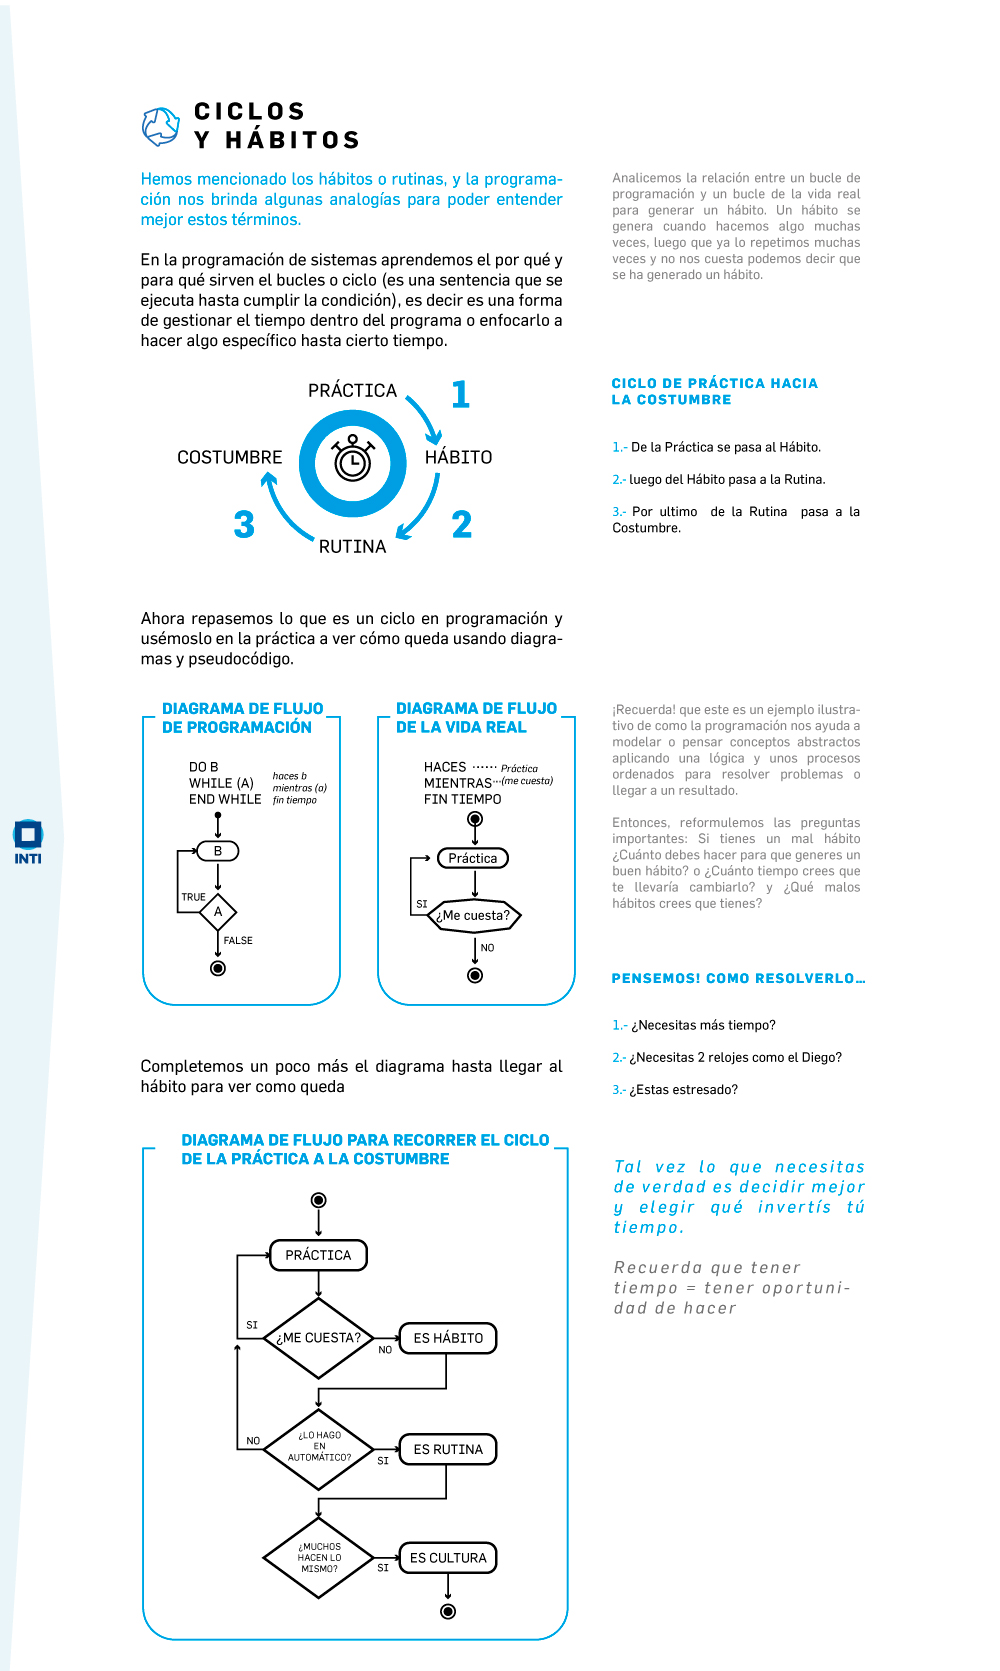 CICLOS
Y HÁBITOS
Hemos mencionado los hábitos o rutinas, y la programa-
ción nos brinda algunas analogías para poder entender
mejor estos términos.
En la programación de sistemas aprendemos el por qué y
para qué sirven el bucles o ciclo (es una sentencia que se
ejecuta hasta cumplir la condición), es decir es una forma
de gestionar el tiempo dentro del programa o enfocarlo a
hacer algo específico hasta cierto tiempo.
Analicemos la relación entre un bucle de
programación y un bucle de la vida real
para generar un hábito. Un hábito se
genera cuando hacemos algo muchas
veces, luego que ya lo repetimos muchas
veces y no nos cuesta podemos decir que
se ha generado un hábito.
PRÁCTICA
1
COSTUMBRE
HÁBITO
3
2
RUTINA
CICLO DE PRÁCTICA HACIA
LA COSTUMBRE
1.- De la Práctica se pasa al Hábito.
2.- luego del Hábito pasa a la Rutina.
3.- Por ultimo de la Rutina pasa a la
Costumbre.
Ahora repasemos lo que es un ciclo en programación y
usémoslo en la práctica a ver cómo queda usando diagra-
mas y pseudocódigo.
DIAGRAMA DE FLUJO
DE PROGRAMACIÓN
DO B
WHILE (A)
END WHILE
haces b
mientras (a)
fin tiempo
B
TRUE
A
FALSE
DIAGRAMA DE FLUJO
DE LA VIDA REAL
HACES ...... Práctica
MIENTRAS...(me cuesta)
FIN TIEMPO
Práctica
SI
¿Me cuesta?
NO
¡Recuerda! que este es un ejemplo ilustra-
tivo de como la programación nos ayuda a
modelar o pensar conceptos abstractos
aplicando una lógica y unos procesos
ordenados para resolver problemas o
llegar a un resultado.
Entonces, reformulemos las preguntas
importantes: Si tienes un mal hábito
¿Cuánto debes hacer para que generes un
buen hábito? o ¿Cuánto tiempo crees que
te llevaría cambiarlo? y ¿Qué malos
hábitos crees que tienes?
INTI
PENSEMOS! COMO RESOLVERLO...
1.- ¿Necesitas más tiempo?
2.- ¿Necesitas 2 relojes como el Diego?
3.- ¿Estas estresado?
Completemos un poco más el diagrama hasta llegar al
hábito para ver como queda
DIAGRAMA DE FLUJO PARA RECORRER EL CICLO
DE LA PRÁCTICA A LA COSTUMBRE
PRÁCTICA
SI
¿ME CUESTA?
NO
ES HÁBITO
NO
¿LO HAGO
EN
AUTOMÁTICO?
SI
ES RUTINA
¿MUCHOS
HACEN LO
MISMO?
SI
ES CULTURA
Tal vez lo que necesitas
de verdad es decidir mejor
y elegir qué invertís tú
tiempo.
Recuerda que tener
tiempo = tener oportuni-
dad de hacer